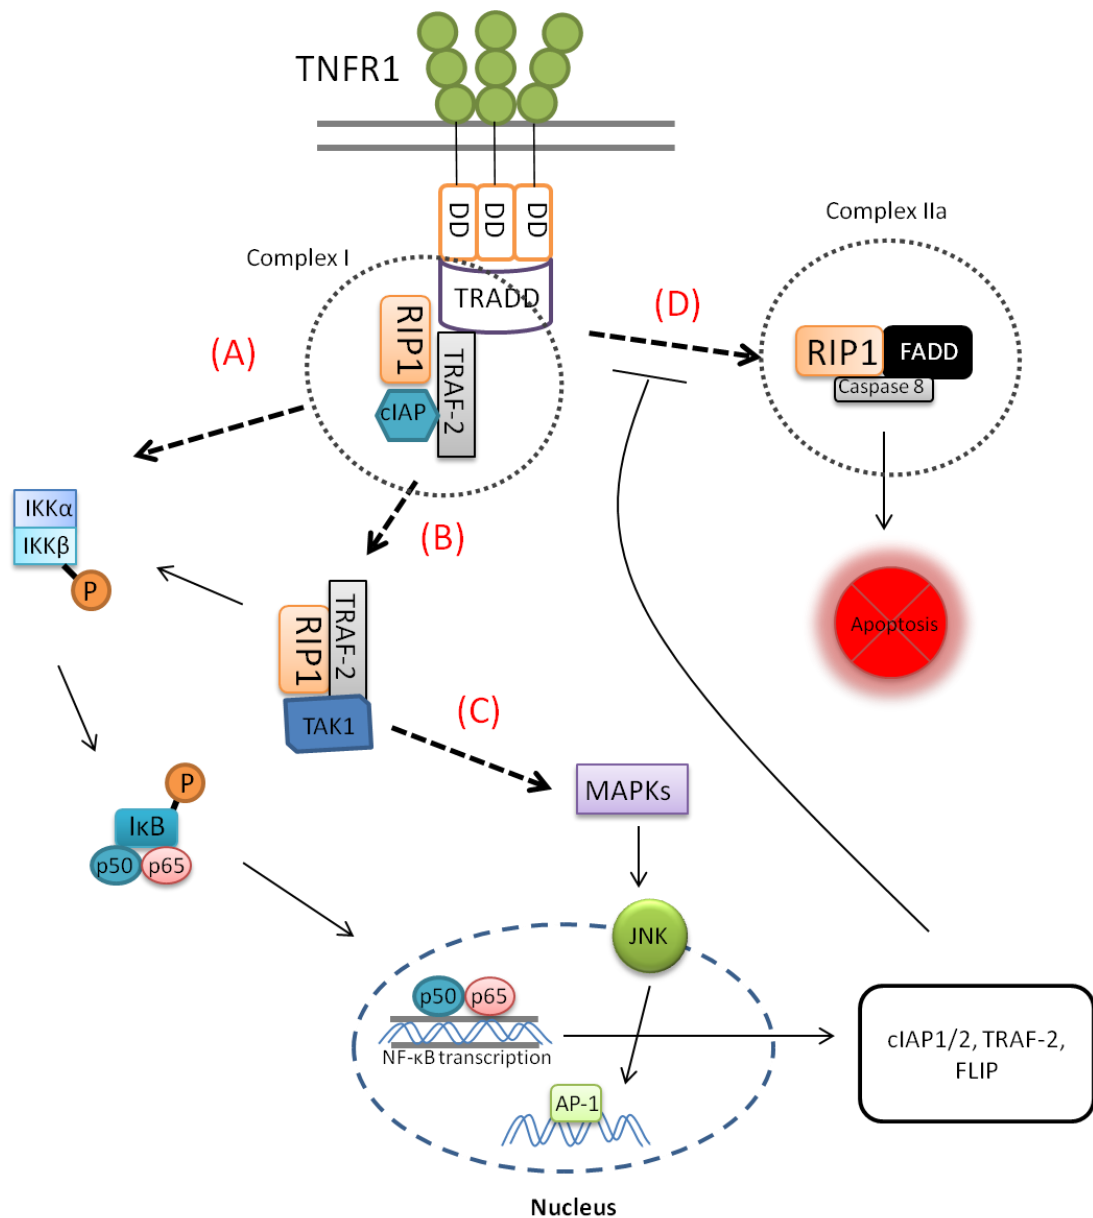 TNFR1
DD
DD
DD
Complex IIa
Complex I
TRADD
(D)
RIP1
(A)
RIP1
FADD
TRAF-2
Caspase 8
cIAP
IKKα
(B)
IKKβ
P
TRAF-2
Apoptosis
RIP1
(C)
TAK1
P
MAPKs
IκB
p50
p65
JNK
p50
p65
cIAP1/2, TRAF-2,
FLIP
NF-κB transcription
AP-1
Nucleus